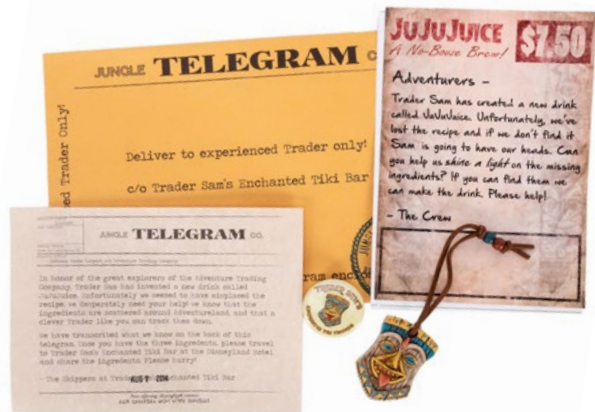 JUNGLE TELEGRAM C
ed Trader Only!
Deliver to experienced Trader only!
c/o Trader Sam's Enchanted Tiki Bar
ram enclo
JUJUJUICE $1.50
A No-Booze Brew!
Adventurers –
Trader Sam has created a new drink
called JuJuJuice. Unfortunately, we've
lost the recipe and if we don't find it
Sam is going to have our heads. Can
you help us shine a light on the missing
ingredients? If you can find them we
can make the drink. Please help!
– The Crew
JUNGLE TELEGRAM CO.
In honor of the great explorers of the Adventure Trading
Company, Trader Sam has invented a new drink called
JuJuJuice. Unfortunately we seemed to have misplaced the
recipe. We desperately need your help! We know that the
ingredients are scattered around Adventureland, and that a
clever Trader like you can track them down.
We have transcribed what we know on the back of this
telegram. Once you have the three ingredients, please travel
to Trader Sam's Enchanted Tiki Bar at the Disneyland Hotel
and share the ingredients. Please hurry!
- The Skippers at Trader AUG 7 2014 Enchanted Tiki Bar
TRADER SAM'S